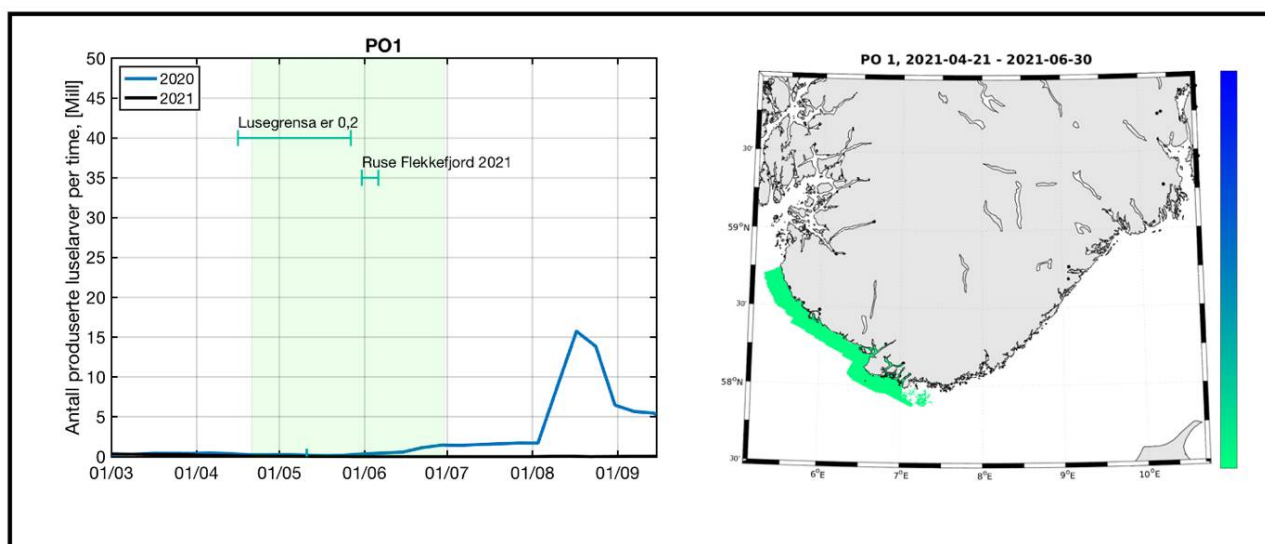 PO1
Antall produserte luselarver per time, [Mill]
50
45
40
35
30
25
20
15
10
5
0
2020
2021
Lusegrensa er 0,2
Ruse Flekkefjord 2021
01/03 01/04 01/05 01/06 01/07 01/08 01/09
PO 1, 2021-04-21 - 2021-06-30
30'
59°N
30'
58°N
30'
6°E 7°E 8°E 9°E 10°E